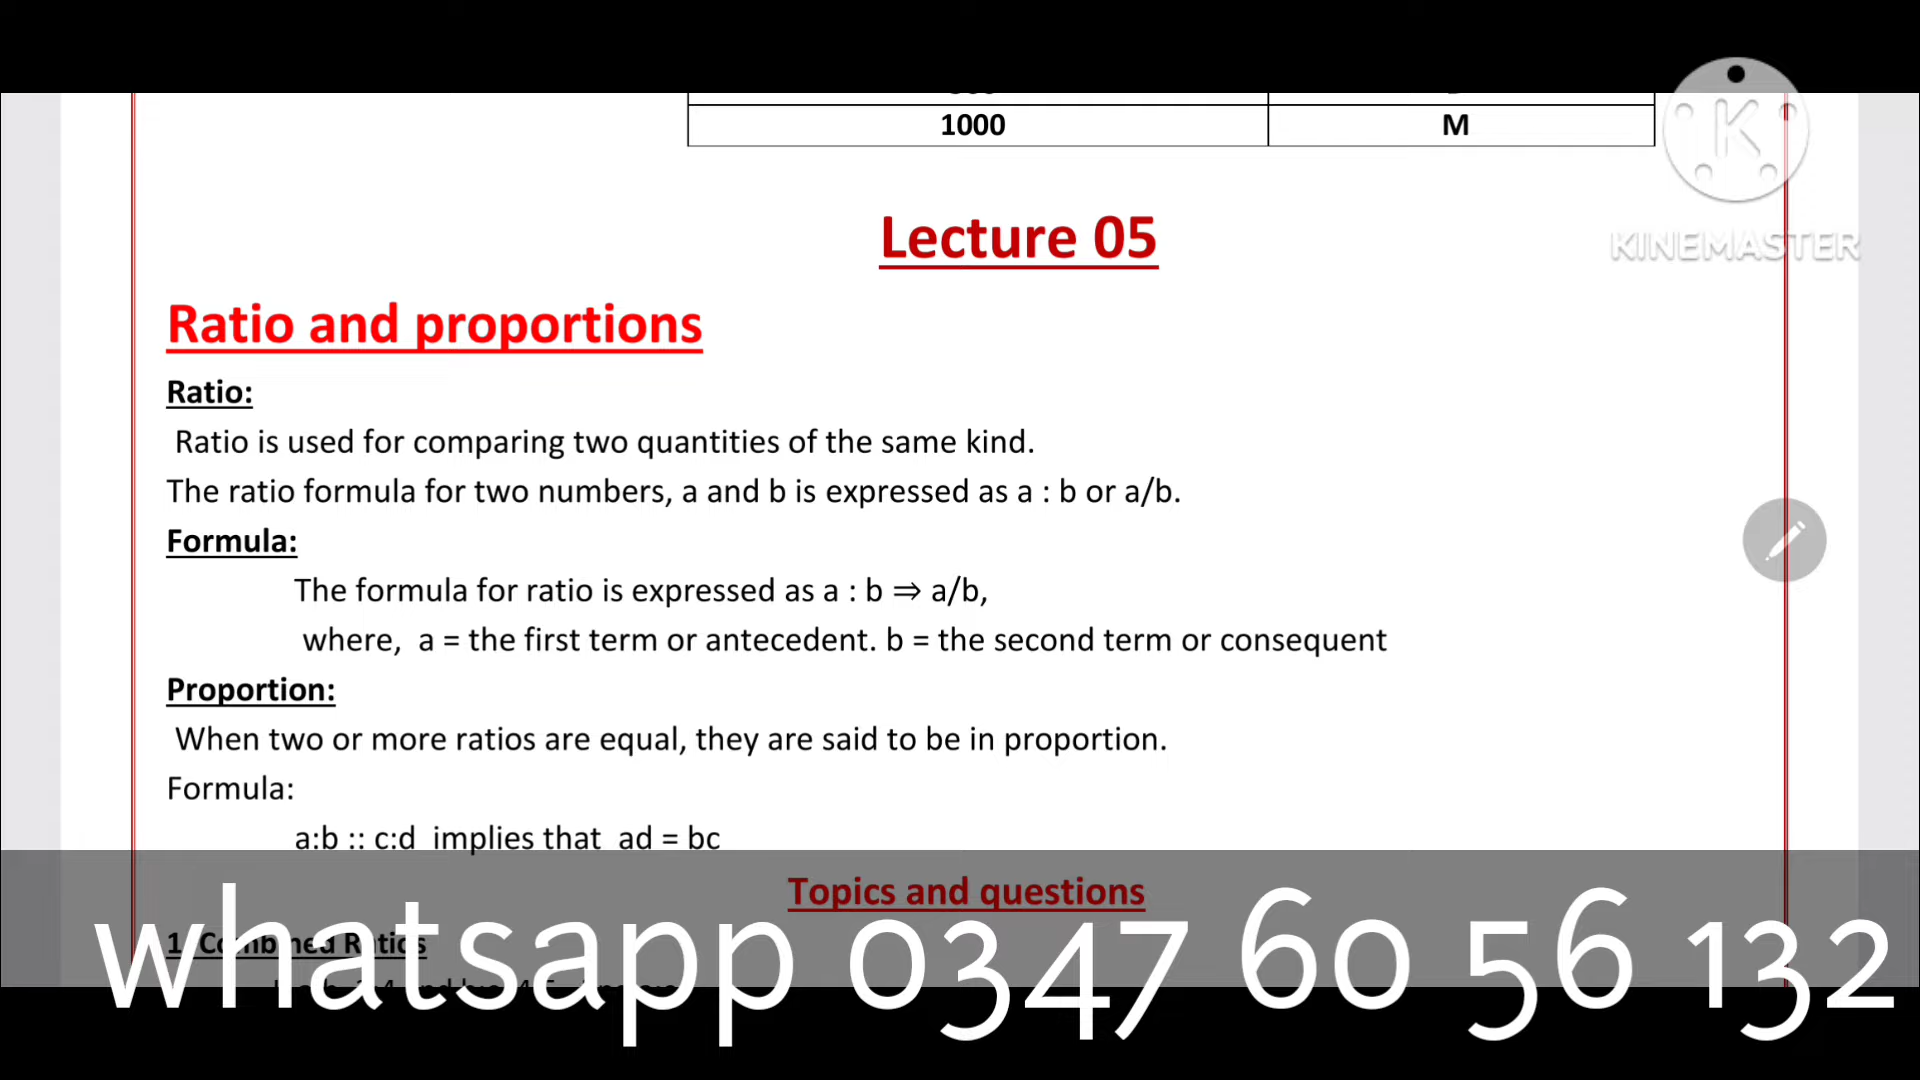 1000 M
K
KINEMASTER
Lecture 05
Ratio and proportions
Ratio:
Ratio is used for comparing two quantities of the same kind.
The ratio formula for two numbers, a and b is expressed as a : b or a/b.
Formula:
The formula for ratio is expressed as a : b ⇒ a/b,
where, a = the first term or antecedent. b = the second term or consequent
Proportion:
When two or more ratios are equal, they are said to be in proportion.
Formula:
a:b :: c:d implies that ad = bc
Topics and questions
1. Combined Ratios
whatsapp 0347 60 56 132